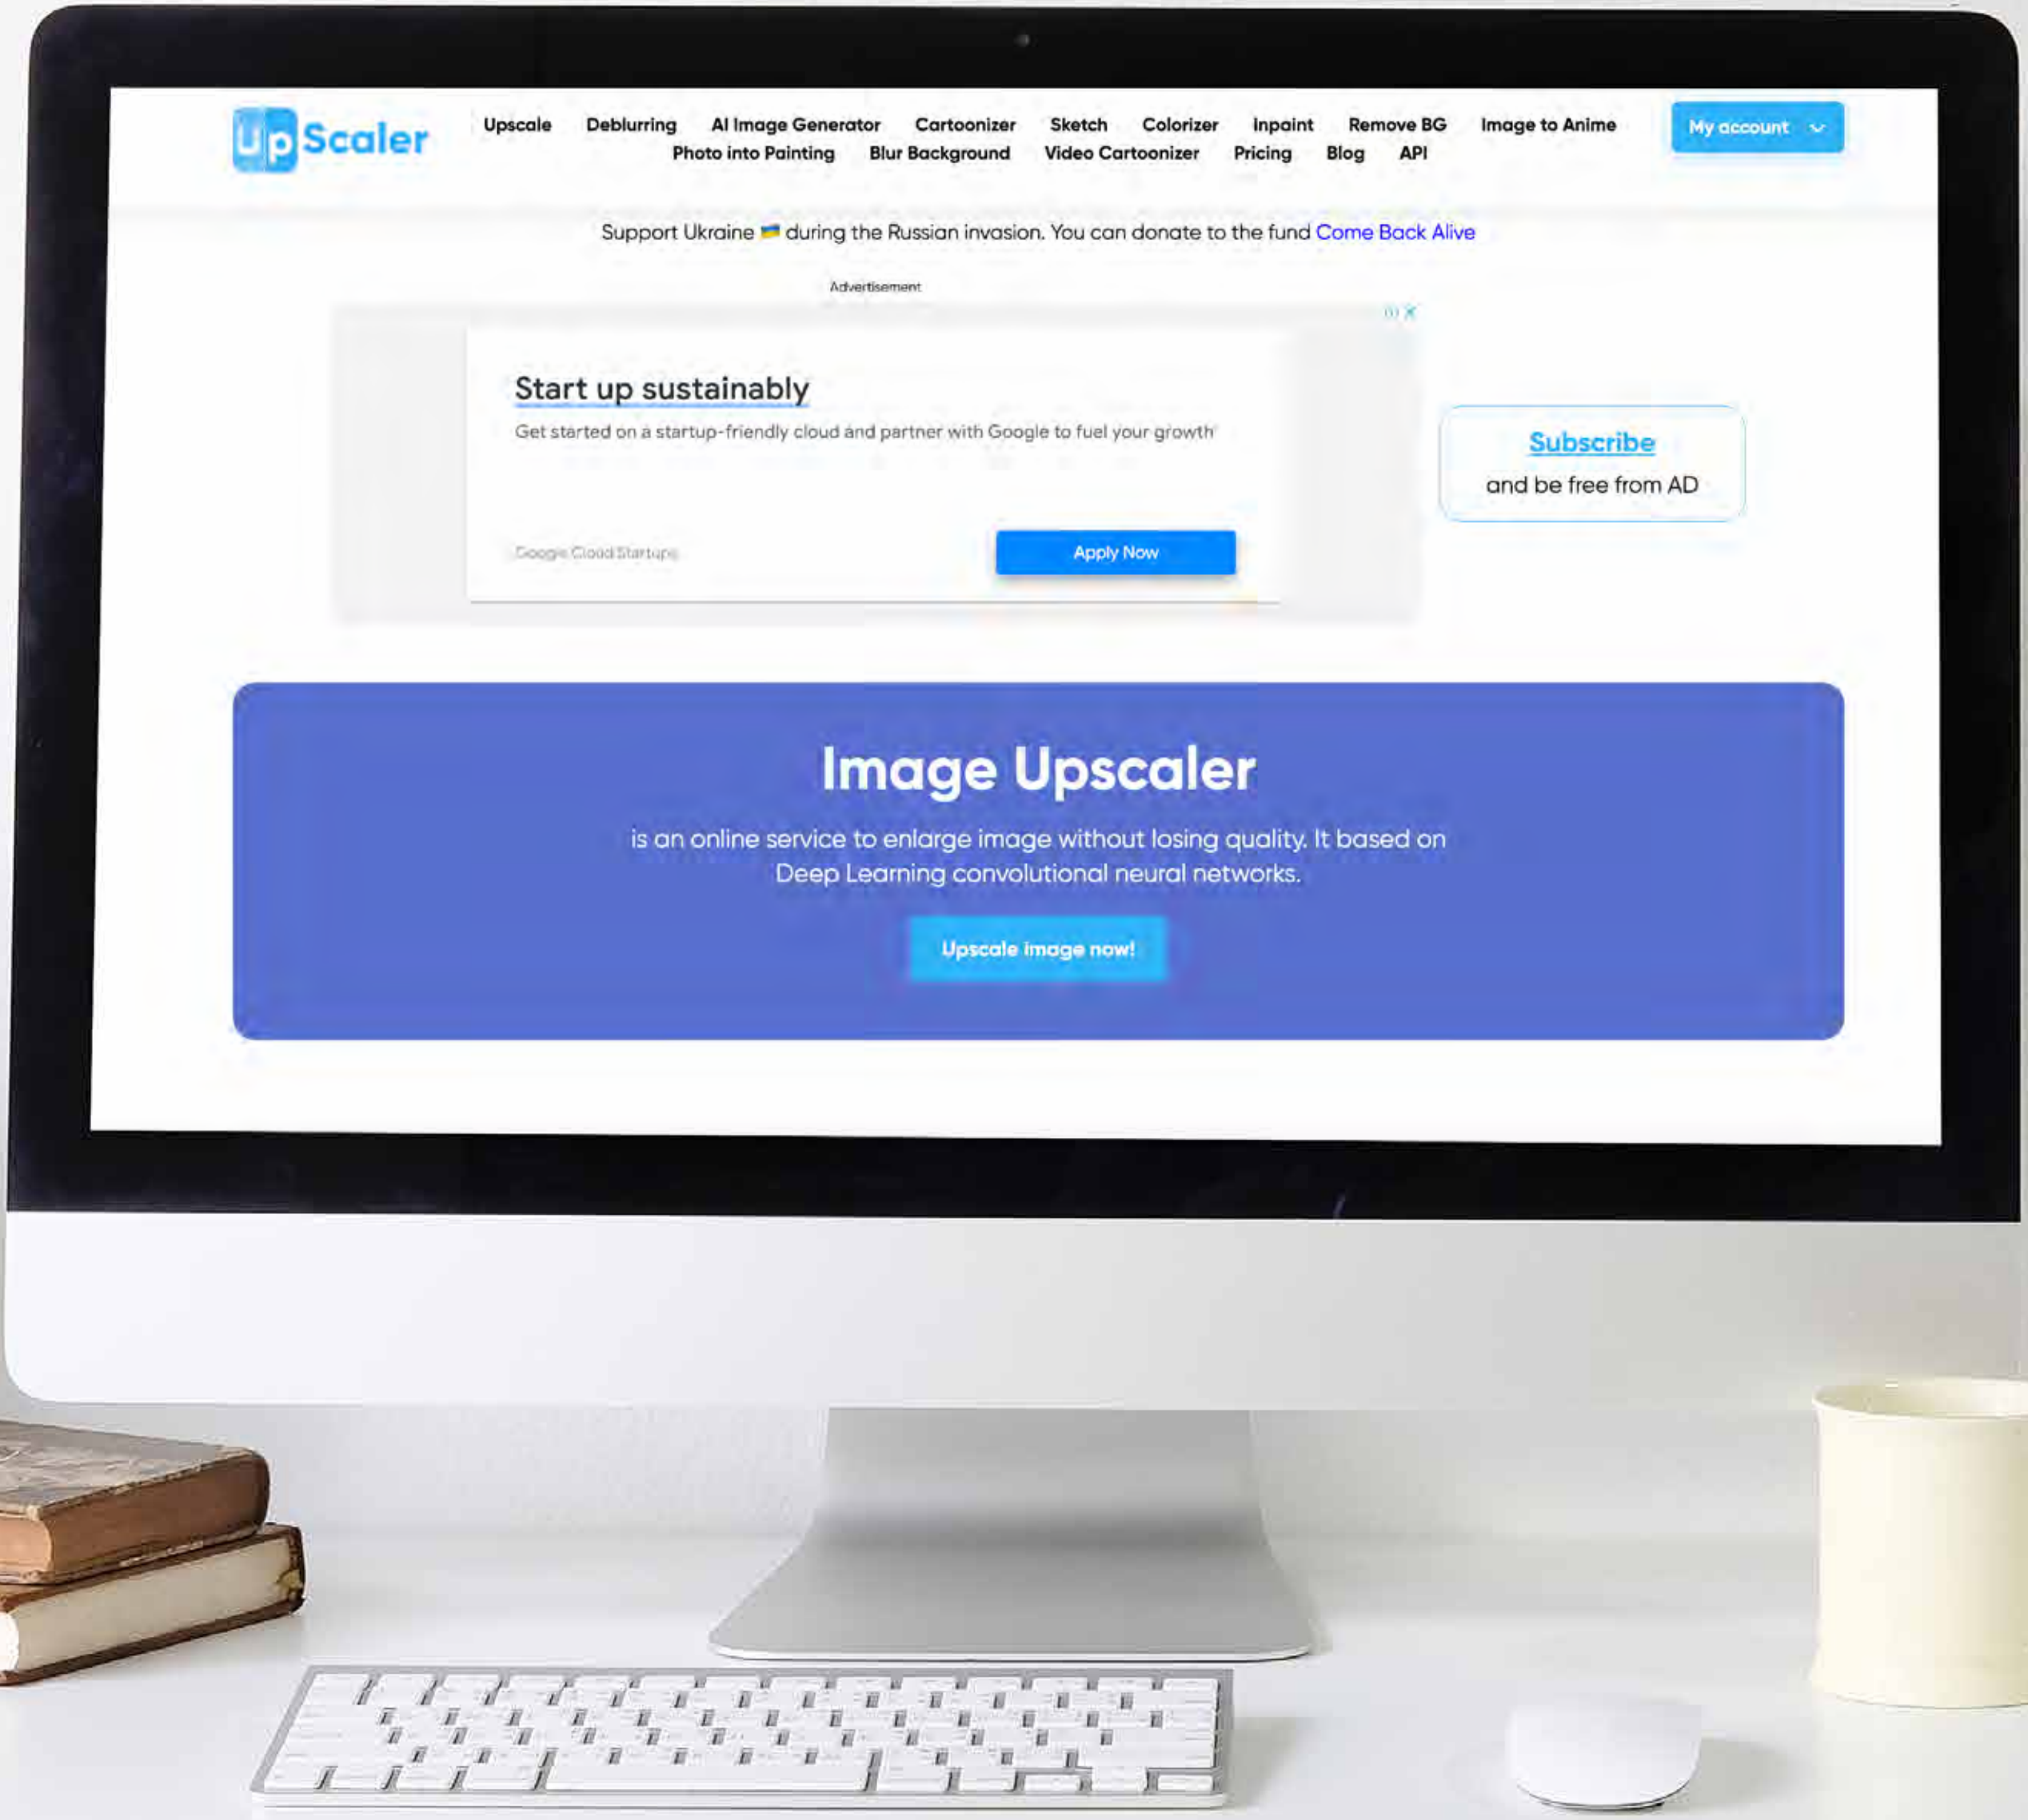 UpScaler
Upscale Deblurring AI Image Generator Cartoonizer Sketch Colorizer Inpaint Remove BG Image to Anime
Photo into Painting Blur Background Video Cartoonizer Pricing Blog API
My account
Support Ukraine 🇺🇦 during the Russian invasion. You can donate to the fund Come Back Alive
Advertisement
Start up sustainably
Get started on a startup-friendly cloud and partner with Google to fuel your growth
Google Cloud Startups
Apply Now
Subscribe
and be free from AD
Image Upscaler
is an online service to enlarge image without losing quality. It based on
Deep Learning convolutional neural networks.
Upscale image now!